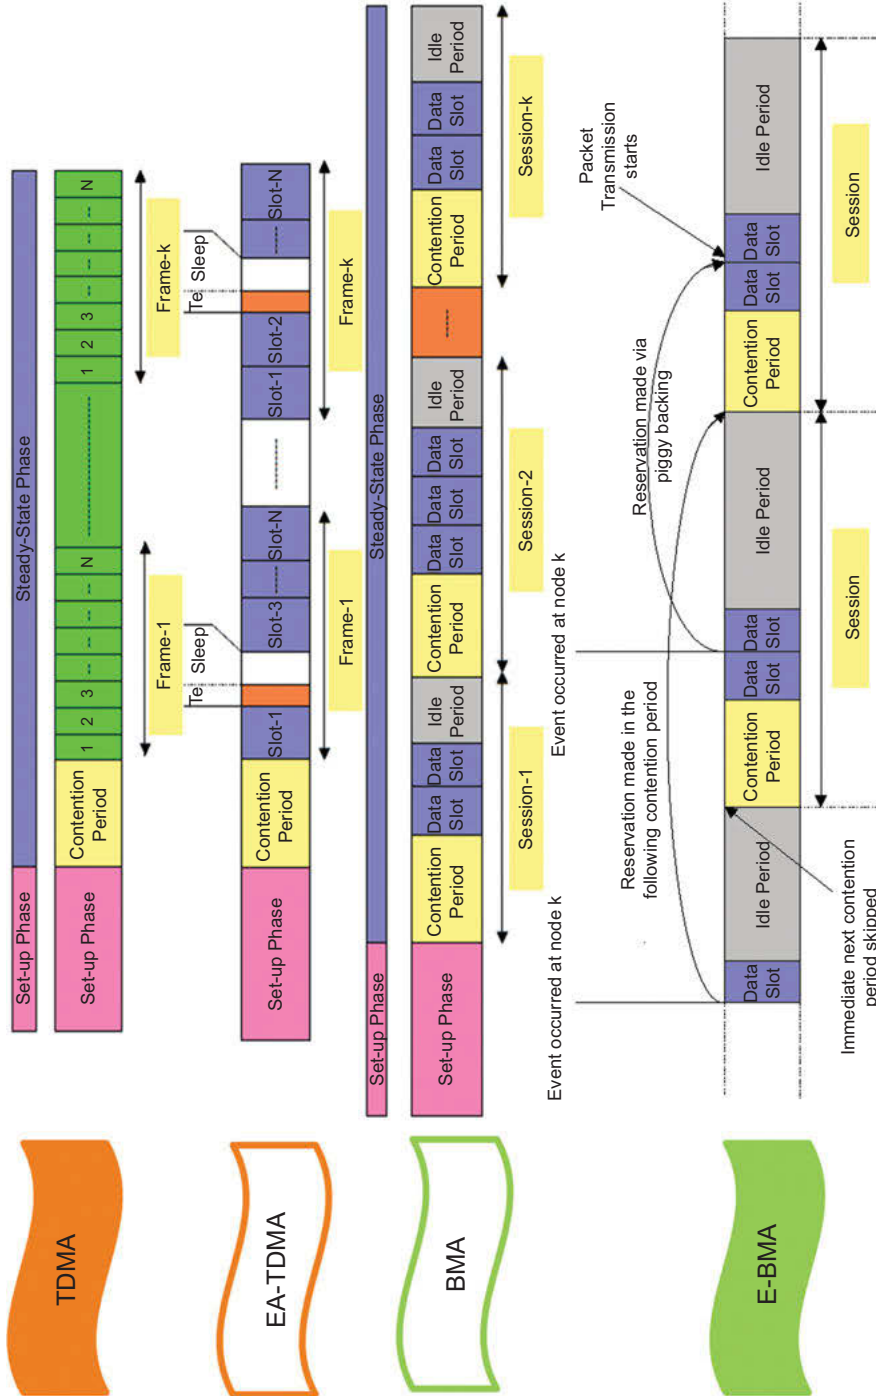 TDMA
Set-up Phase
Steady-State Phase
Set-up Phase
Contention
Period
1
2
3
--
--
--
--
N
----------------
1
2
3
--
--
--
--
N
Frame-1
Frame-k
EA-TDMA
Te
Sleep
Te
Sleep
Set-up Phase
Contention
Period
Slot-1
Slot-3
------
Slot-N
--------
Slot-1
Slot-2
------
Slot-N
Frame-1
Frame-k
BMA
Set-up Phase
Steady-State Phase
Set-up Phase
Contention
Period
Data
Slot
Data
Slot
Idle
Period
Contention
Period
Data
Slot
Data
Slot
Data
Slot
Idle
Period
-----
Contention
Period
Data
Slot
Data
Slot
Idle
Period
Session-1
Session-2
Session-k
E-BMA
Event occurred at node k
Event occurred at node k
Reservation made in the
following contention period
Reservation made via
piggy backing
Packet
Transmission
starts
Data
Slot
Idle Period
Contention
Period
Data
Slot
Data
Slot
Idle Period
Contention
Period
Data
Slot
Data
Slot
Idle Period
Immediate next contention
period skipped
Session
Session